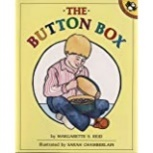 THE
BUTTON BOX
by MARGARETTE S. REID
illustrated by SARAH CHAMBERLAIN